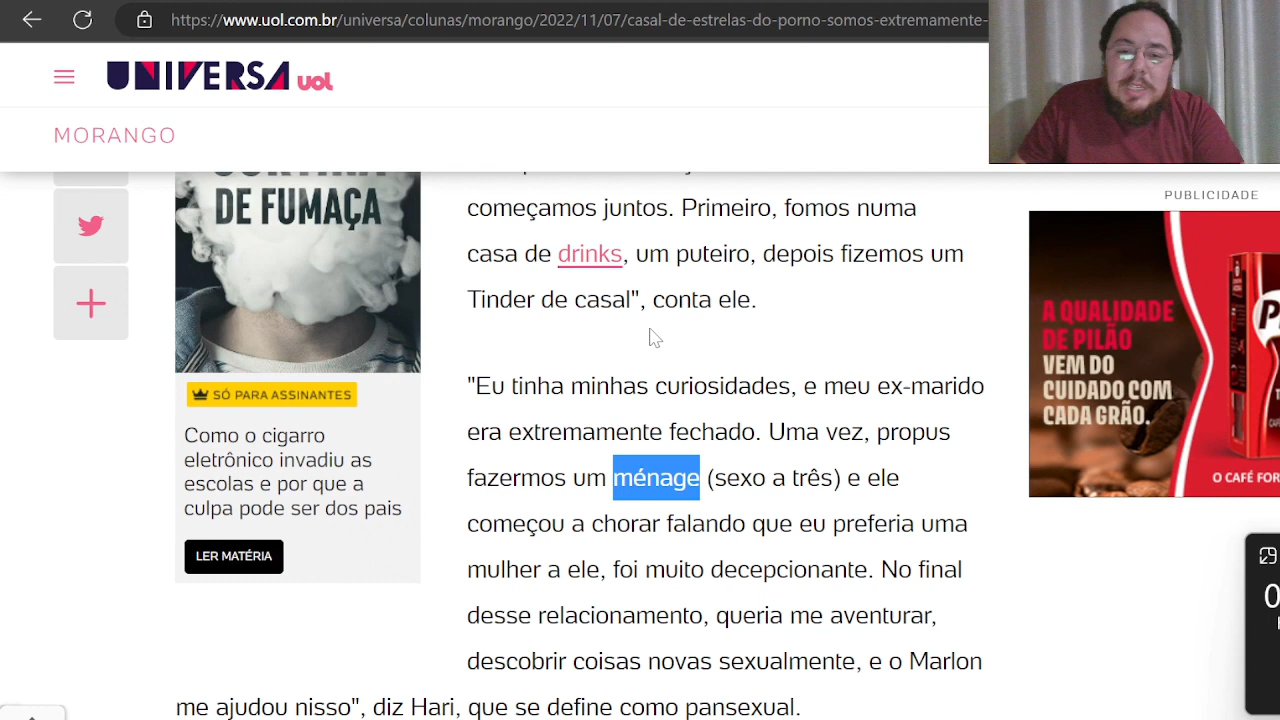 https://www.uol.com.br/universa/colunas/morango/2022/11/07/casal-de-estrelas-do-porno-somos-extremamente-
UNIVERSA uol
MORANGO
DE FUMAÇA
SÓ PARA ASSINANTES
Como o cigarro
eletrônico invadiu as
escolas e por que a
culpa pode ser dos pais
LER MATÉRIA
começamos juntos. Primeiro, fomos numa
casa de drinks, um puteiro, depois fizemos um
Tinder de casal", conta ele.
"Eu tinha minhas curiosidades, e meu ex-marido
era extremamente fechado. Uma vez, propus
fazermos um ménage (sexo a três) e ele
começou a chorar falando que eu preferia uma
mulher a ele, foi muito decepcionante. No final
desse relacionamento, queria me aventurar,
descobrir coisas novas sexualmente, e o Marlon
me ajudou nisso", diz Hari, que se define como pansexual.
PUBLICIDADE
A QUALIDADE
DE PILÃO
VEM DO
CUIDADO COM
CADA GRÃO.
O CAFÉ FOR